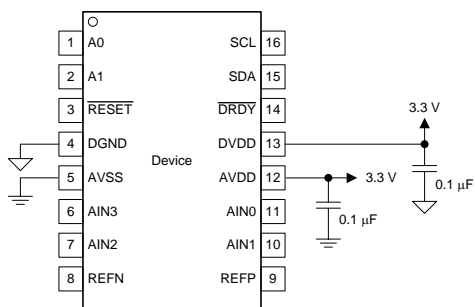 1 A0 SCL 16
2 A1 SDA 15
3 RESET DRDY 14
3.3 V
4 DGND DVDD 13
Device
5 AVSS AVDD 12 3.3 V
0.1 μF
6 AIN3 AIN0 11
0.1 μF
7 AIN2 AIN1 10
8 REFN REFP 9